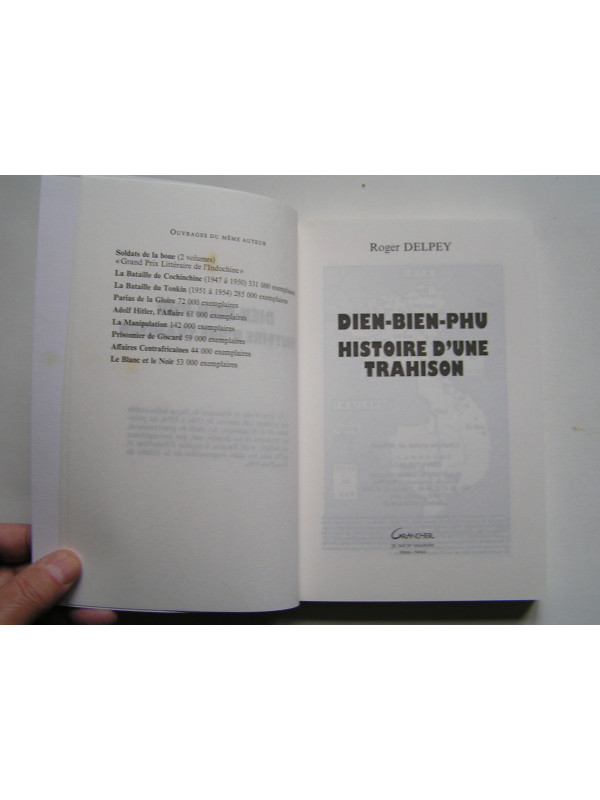 OUVRAGES DU MÊME AUTEUR
Soldats de la boue (2 volumes)
« Grand Prix Littéraire de l'Indochine »
La Bataille de Cochinchine (1947 à 1950) 331 000 exemplaires
La Bataille du Tonkin (1951 à 1954) 285 000 exemplaires
Parias de la Gloire 72 000 exemplaires
Adolf Hitler, l'Affaire 61 000 exemplaires
La Manipulation 142 000 exemplaires
Prisonnier de Giscard 59 000 exemplaires
Affaires Centrafricaines 44 000 exemplaires
Le Blanc et le Noir 53 000 exemplaires
Roger DELPEY
DIEN-BIEN-PHU
HISTOIRE D'UNE
TRAHISON
GRANCHER